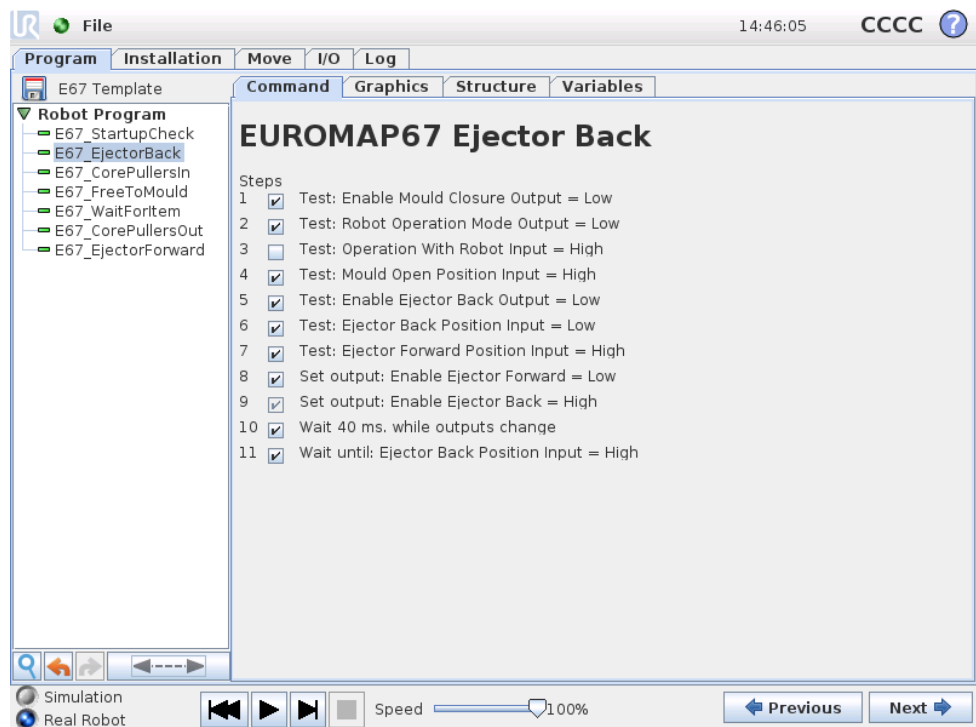 UR File 14:46:05 CCCC ?
Program Installation Move I/O Log
E67 Template Command Graphics Structure Variables
Robot Program
E67_StartupCheck
E67_EjectorBack
E67_CorePullersIn
E67_FreeToMould
E67_WaitForItem
E67_CorePullersOut
E67_EjectorForward
EUROMAP67 Ejector Back
Steps
1 Test: Enable Mould Closure Output = Low
2 Test: Robot Operation Mode Output = Low
3 Test: Operation With Robot Input = High
4 Test: Mould Open Position Input = High
5 Test: Enable Ejector Back Output = Low
6 Test: Ejector Back Position Input = Low
7 Test: Ejector Forward Position Input = High
8 Set output: Enable Ejector Forward = Low
9 Set output: Enable Ejector Back = High
10 Wait 40 ms. while outputs change
11 Wait until: Ejector Back Position Input = High
Simulation
Real Robot
Speed 100%
Previous Next